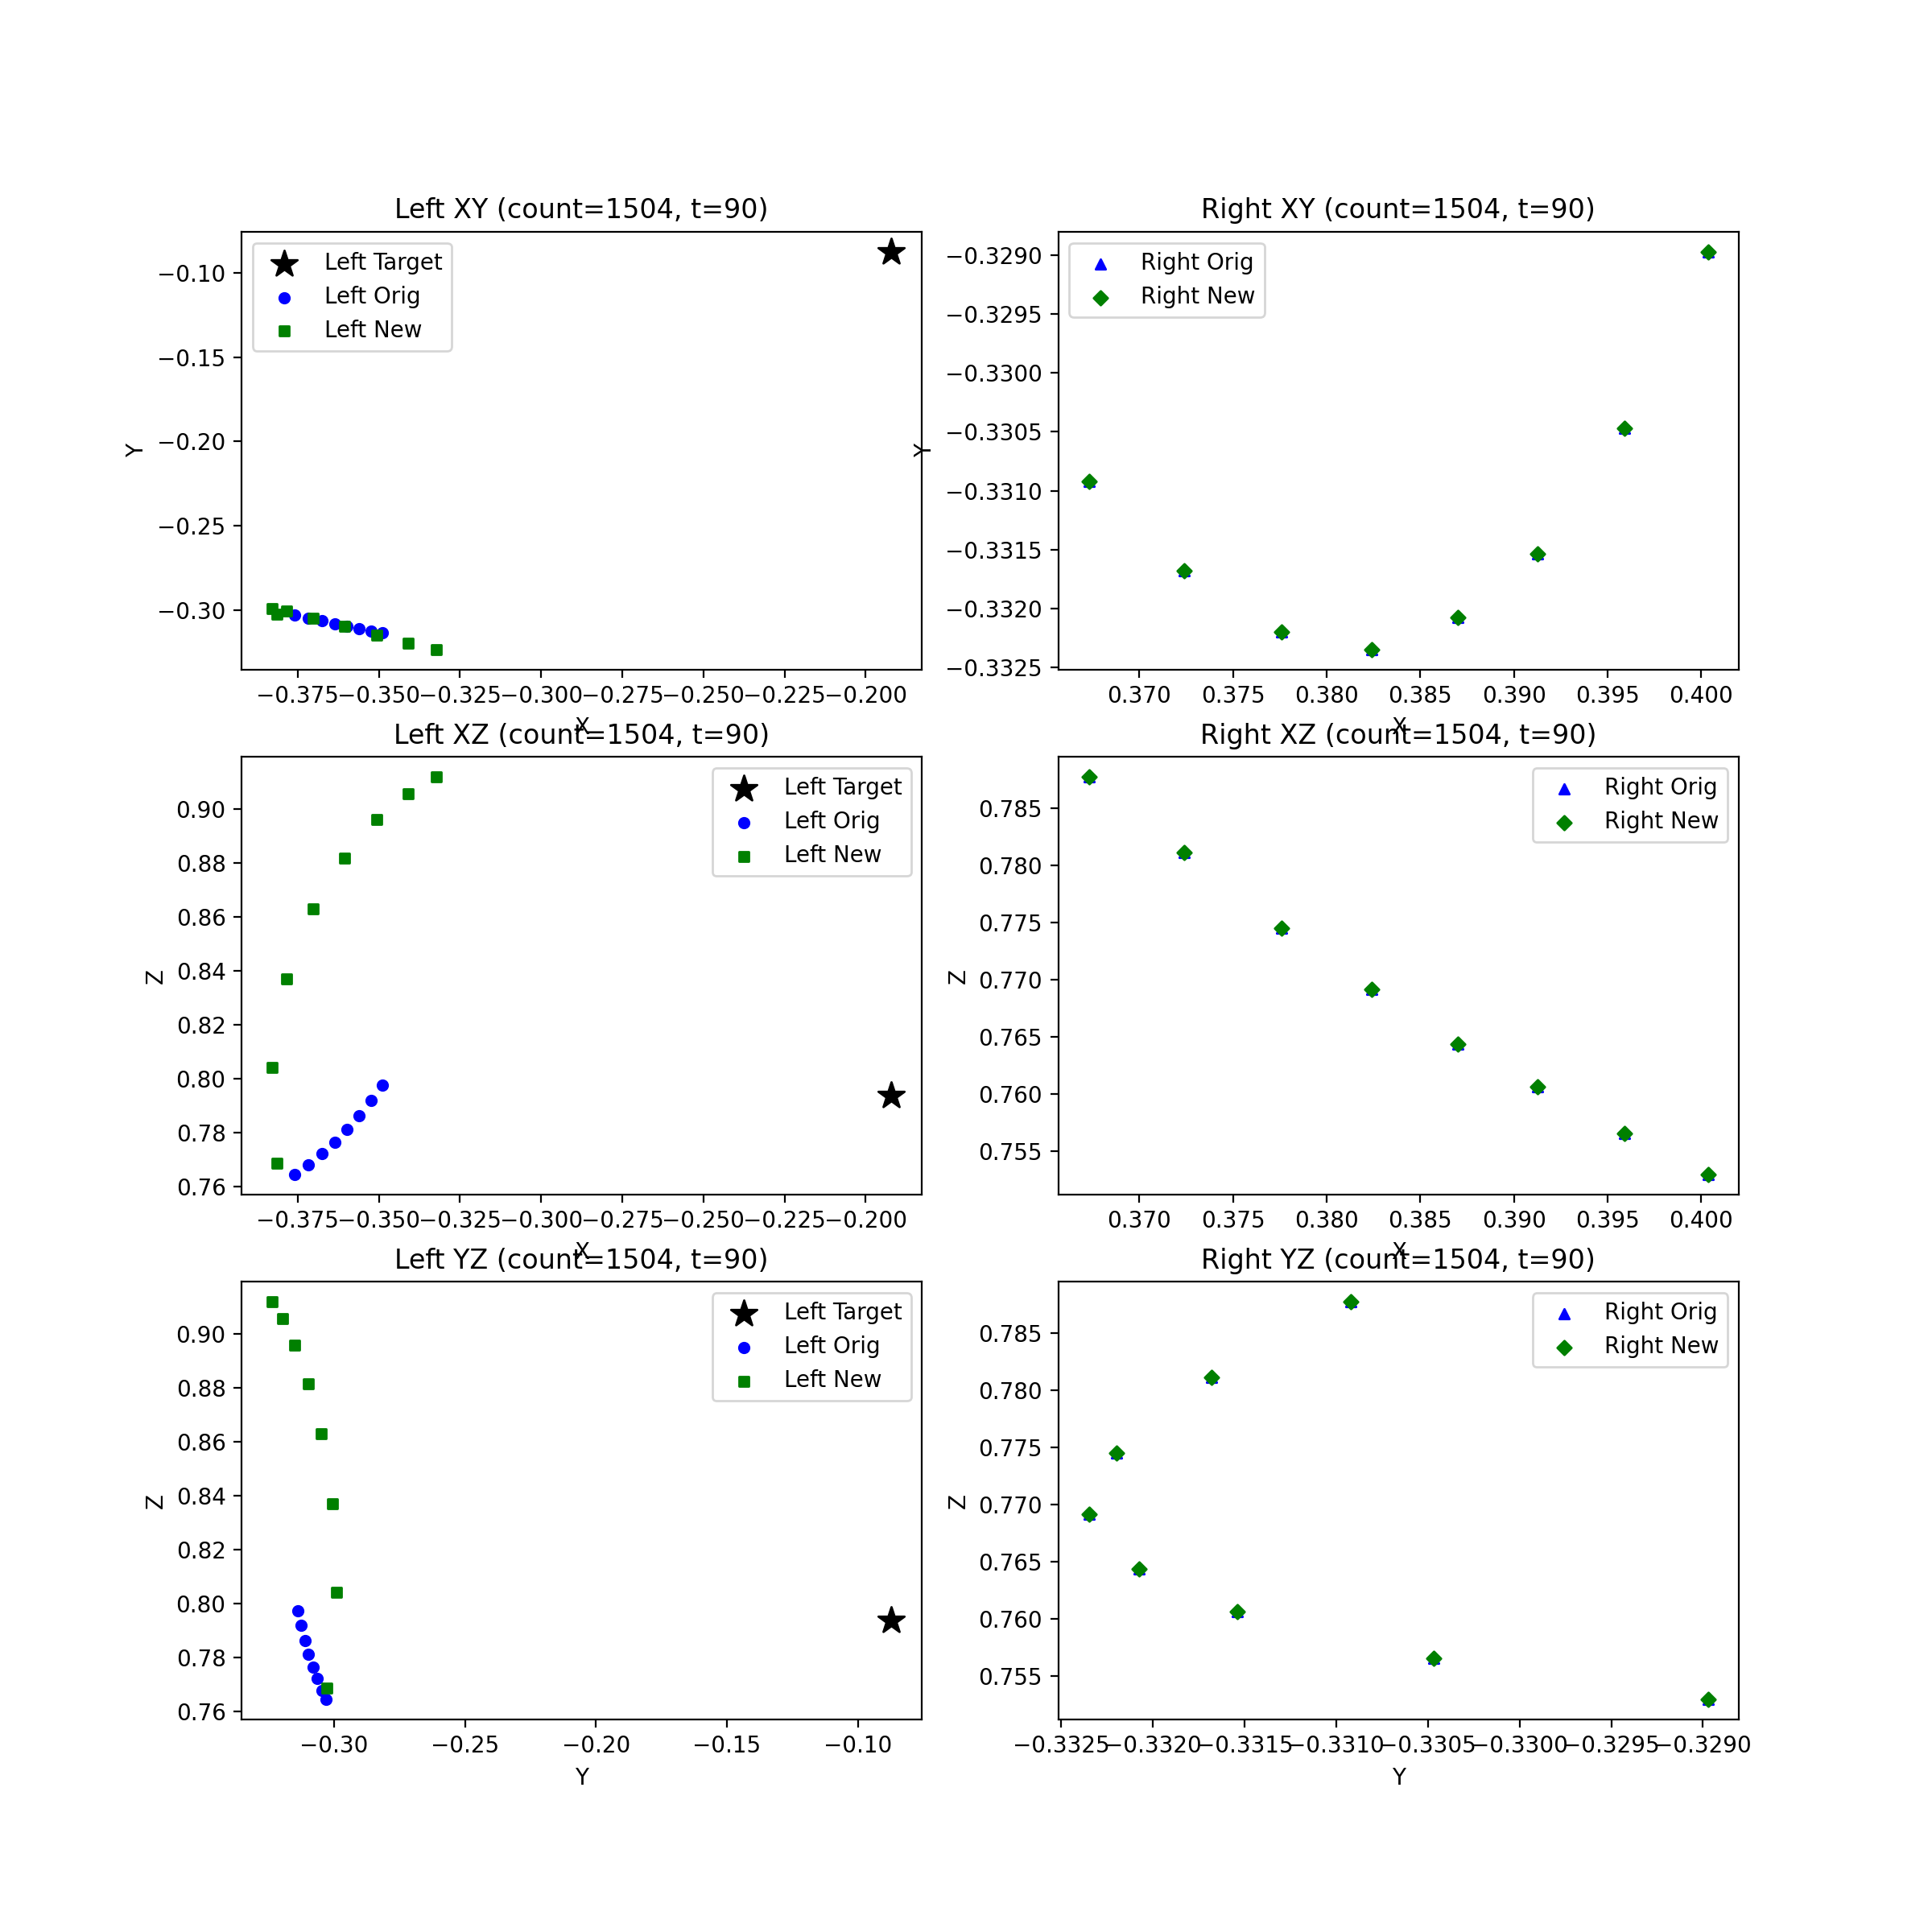 Left XY (count=1504, t=90)
Left Target
Left Orig
Left New
−0.10
−0.15
−0.20
−0.25
−0.30
Y
−0.375 −0.350 −0.325 −0.300 −0.275 −0.250 −0.225 −0.200
X
Right XY (count=1504, t=90)
Right Orig
Right New
−0.3290
−0.3295
−0.3300
−0.3305
−0.3310
−0.3315
−0.3320
−0.3325
Y
0.370 0.375 0.380 0.385 0.390 0.395 0.400
X
Left XZ (count=1504, t=90)
Left Target
Left Orig
Left New
0.90
0.88
0.86
0.84
0.82
0.80
0.78
0.76
Z
−0.375 −0.350 −0.325 −0.300 −0.275 −0.250 −0.225 −0.200
X
Right XZ (count=1504, t=90)
Right Orig
Right New
0.785
0.780
0.775
0.770
0.765
0.760
0.755
Z
0.370 0.375 0.380 0.385 0.390 0.395 0.400
X
Left YZ (count=1504, t=90)
Left Target
Left Orig
Left New
0.90
0.88
0.86
0.84
0.82
0.80
0.78
0.76
Z
−0.30 −0.25 −0.20 −0.15 −0.10
Y
Right YZ (count=1504, t=90)
Right Orig
Right New
0.785
0.780
0.775
0.770
0.765
0.760
0.755
Z
−0.3325 −0.3320 −0.3315 −0.3310 −0.3305 −0.3300 −0.3295 −0.3290
Y